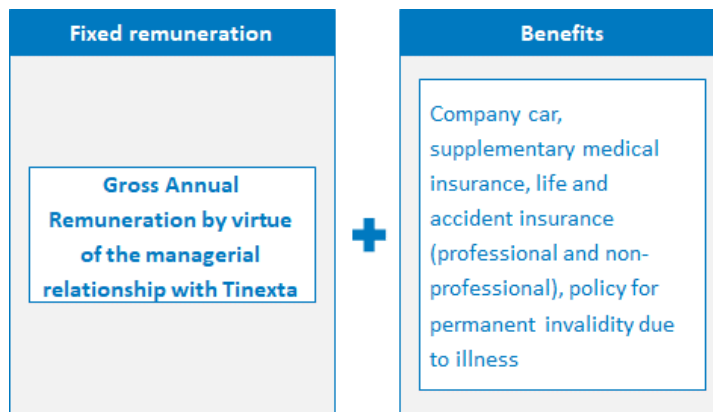 Fixed remuneration
Gross Annual
Remuneration by virtue
of the managerial
relationship with Tinexta
Benefits
Company car,
supplementary medical
insurance, life and
accident insurance
(professional and non-
professional), policy for
permanent invalidity due
to illness